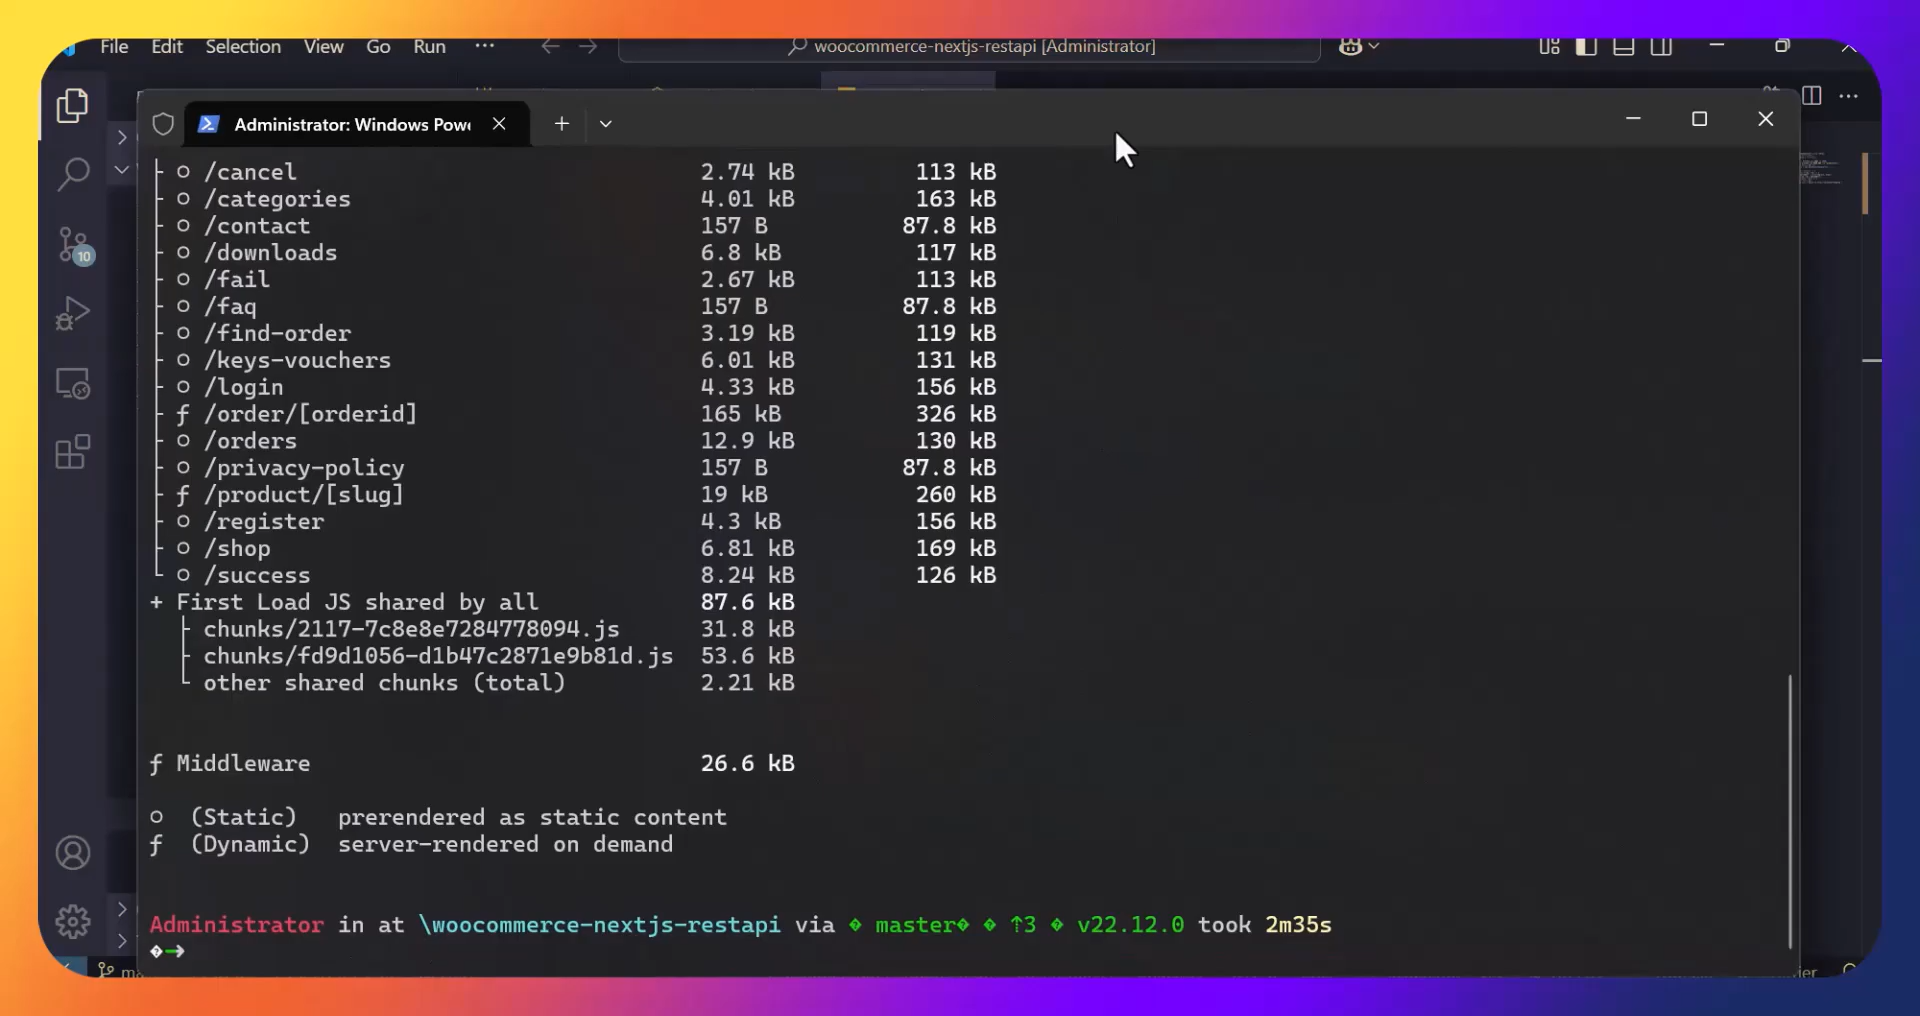 File Edit Selection View Go Run ···
woocommerce-nextjs-restapi [Administrator]
Administrator: Windows Powe
├ ○ /cancel 2.74 kB 113 kB
├ ○ /categories 4.01 kB 163 kB
├ ○ /contact 157 B 87.8 kB
├ ○ /downloads 6.8 kB 117 kB
├ ○ /fail 2.67 kB 113 kB
├ ○ /faq 157 B 87.8 kB
├ ○ /find-order 3.19 kB 119 kB
├ ○ /keys-vouchers 6.01 kB 131 kB
├ ○ /login 4.33 kB 156 kB
├ ƒ /order/[orderid] 165 kB 326 kB
├ ○ /orders 12.9 kB 130 kB
├ ○ /privacy-policy 157 B 87.8 kB
├ ƒ /product/[slug] 19 kB 260 kB
├ ○ /register 4.3 kB 156 kB
├ ○ /shop 6.81 kB 169 kB
└ ○ /success 8.24 kB 126 kB
+ First Load JS shared by all 87.6 kB
├ chunks/2117-7c8e8e7284778094.js 31.8 kB
├ chunks/fd9d1056-d1b47c2871e9b81d.js 53.6 kB
└ other shared chunks (total) 2.21 kB
ƒ Middleware 26.6 kB
○ (Static) prerendered as static content
ƒ (Dynamic) server-rendered on demand
Administrator in at \woocommerce-nextjs-restapi via � master� � ⇡3 � v22.12.0 took 2m35s
�➜
10